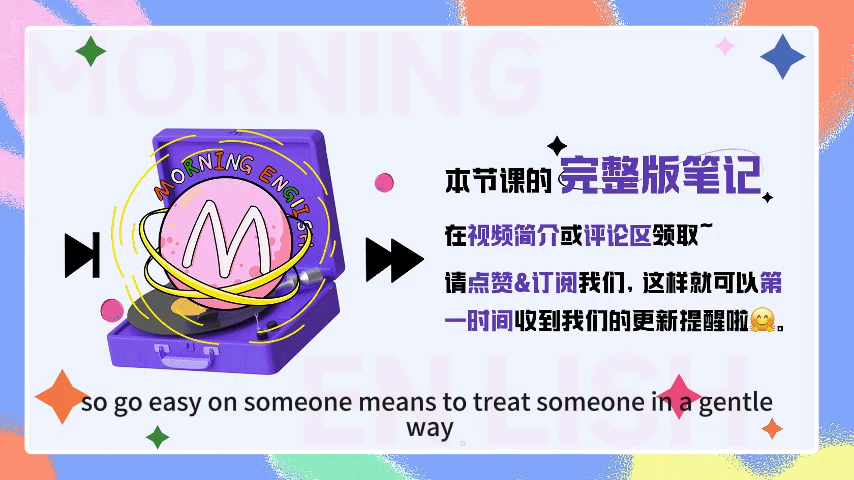 MORNING
MORNING ENGLISH
M
本节课的 完整版笔记
在视频简介或评论区领取~
请点赞&订阅我们, 这样就可以第
一时间收到我们的更新提醒啦🤗。
EN LISH
so go easy on someone means to treat someone in a gentle
way